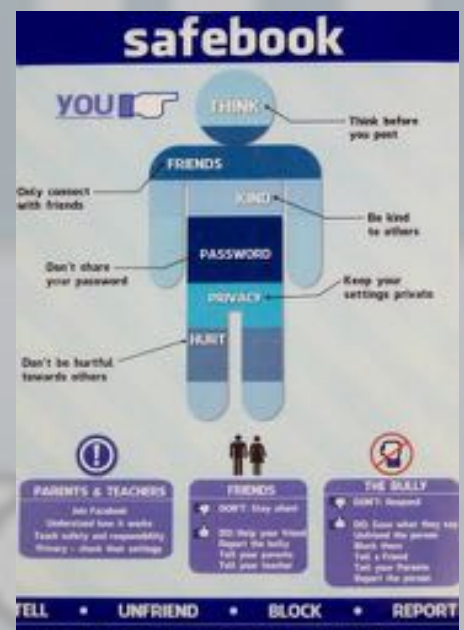 safebook
YOU
THINK
Think before
you post
FRIENDS
Only connect
with friends
KIND
Be kind
to others
PASSWORD
Don't share
your password
PRIVACY
Keep your
settings private
HURT
Don't be hurtful
towards others
PARENTS & TEACHERS
Join Facebook
Understand how it works
Teach safety and responsibility
Privacy - check their settings
FRIENDS
DON'T: Stay silent
DO: Help your friend
Report the bully
Tell your parents
Tell your teacher
THE BULLY
DON'T: Respond
DO: Save what they say
Unfriend the person
Block them
Tell a Friend
Tell your Parents
Report the person
TELL • UNFRIEND • BLOCK • REPORT